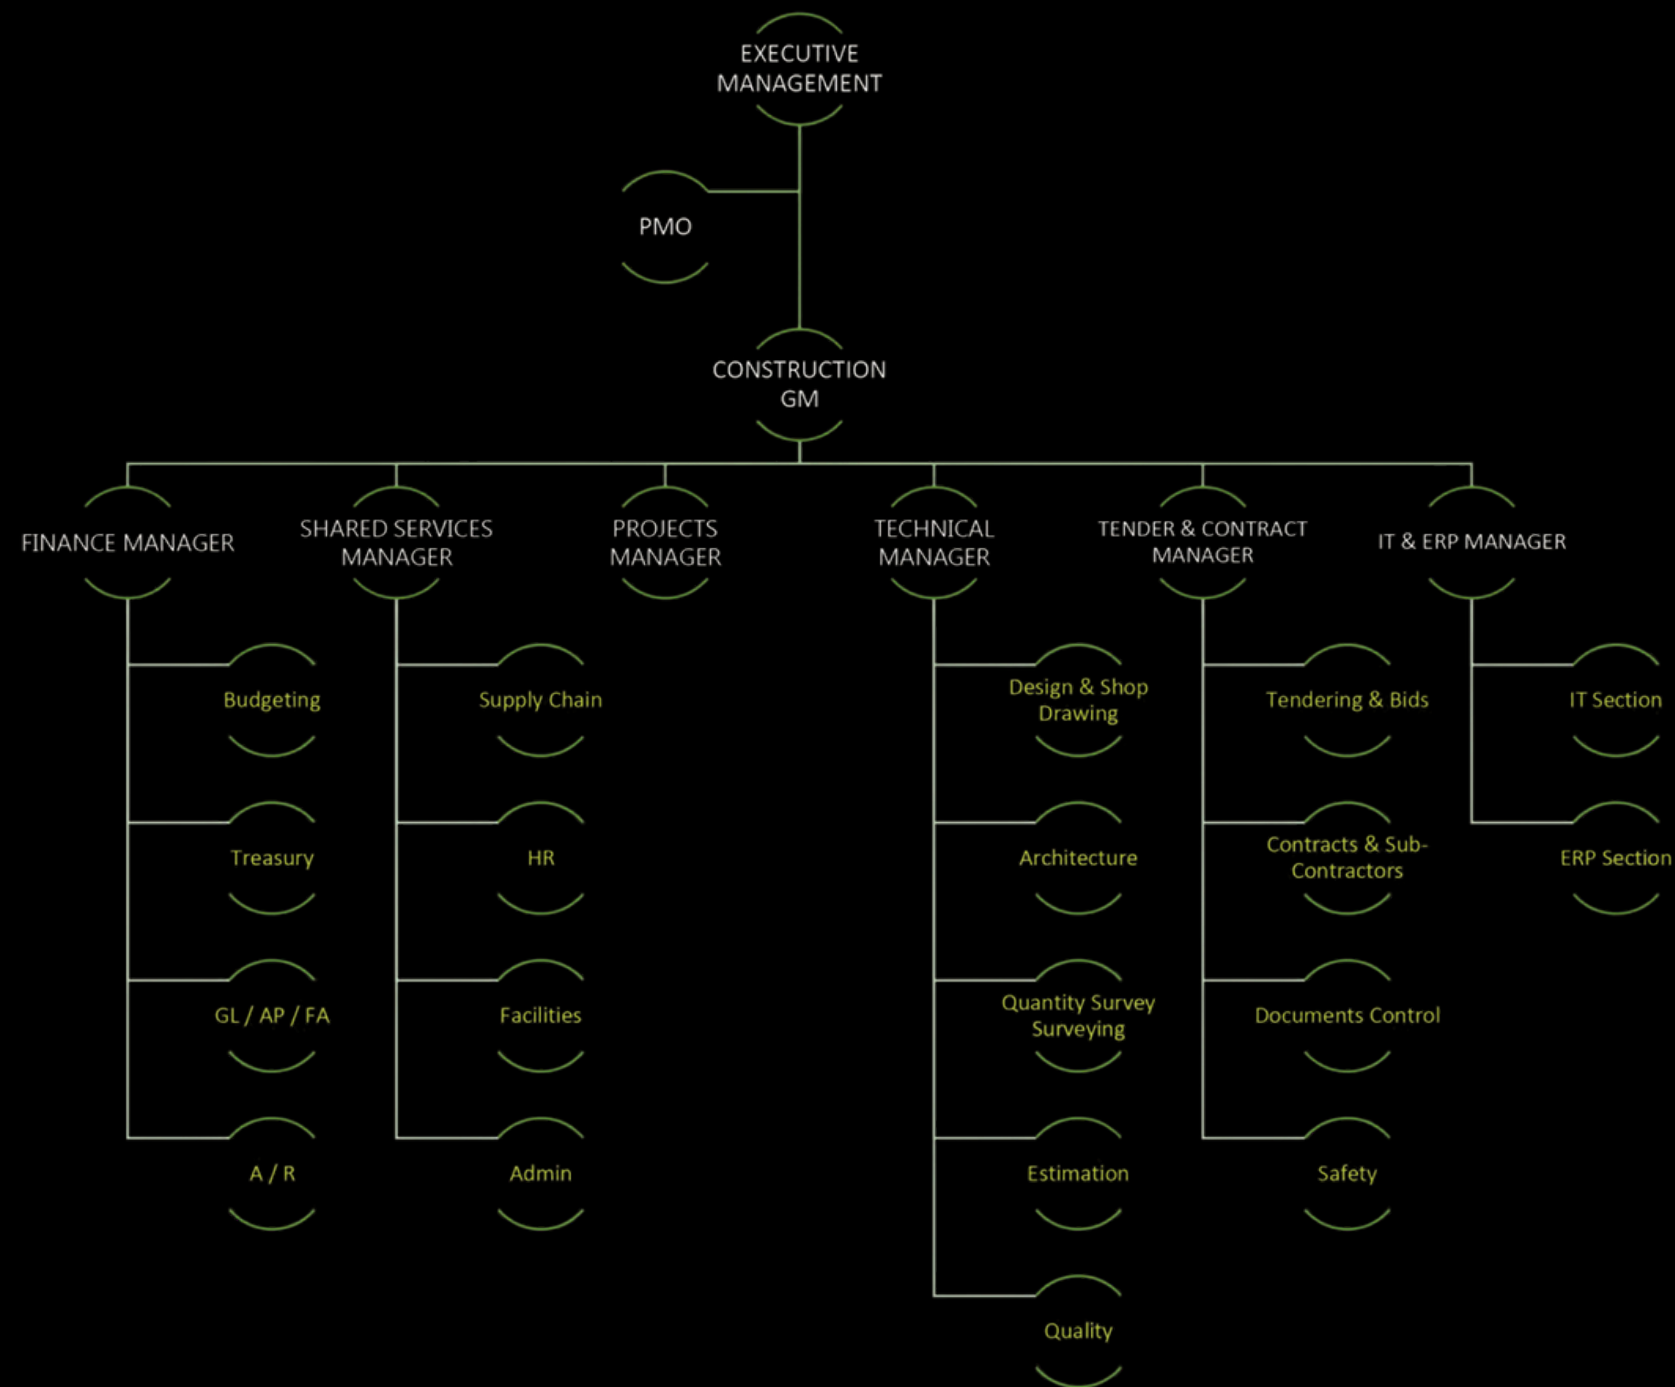 EXECUTIVE
MANAGEMENT
PMO
CONSTRUCTION
GM
FINANCE MANAGER
SHARED SERVICES
MANAGER
PROJECTS
MANAGER
TECHNICAL
MANAGER
TENDER & CONTRACT
MANAGER
IT & ERP MANAGER
Budgeting
Treasury
GL / AP / FA
A / R
Supply Chain
HR
Facilities
Admin
Design & Shop
Drawing
Architecture
Quantity Survey
Surveying
Estimation
Quality
Tendering & Bids
Contracts & Sub-
Contractors
Documents Control
Safety
IT Section
ERP Section